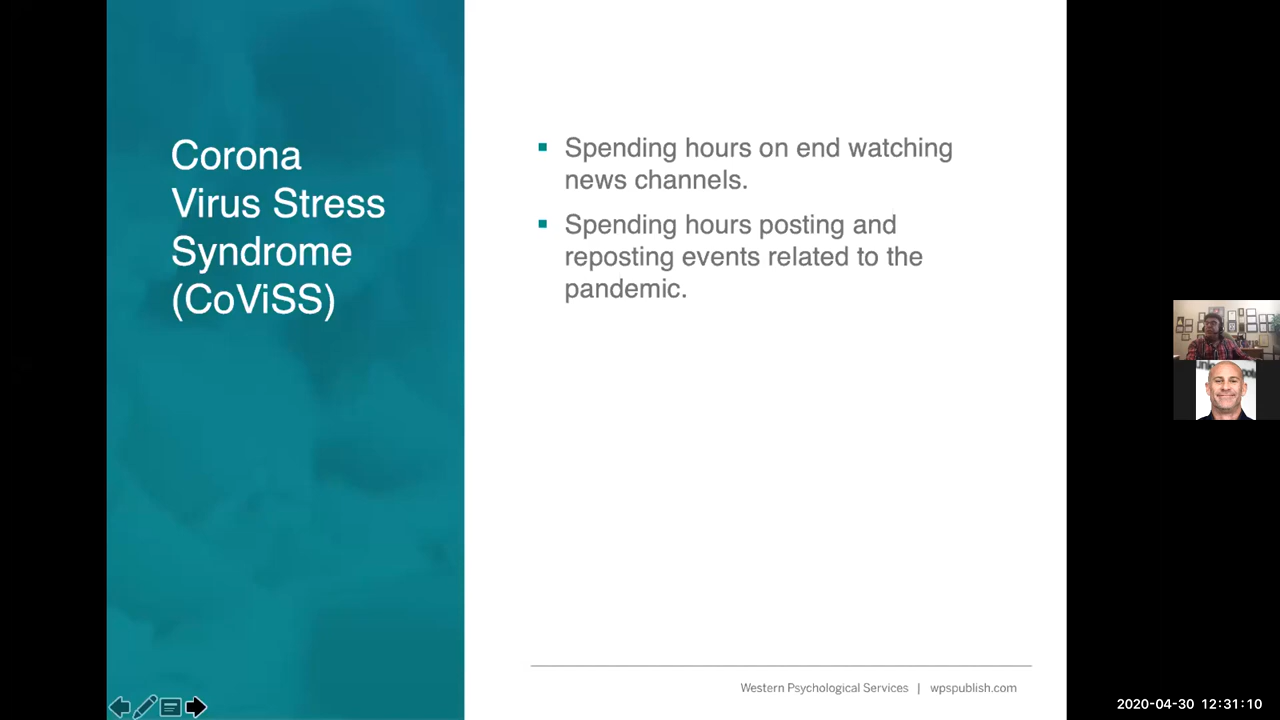 Corona
Virus Stress
Syndrome
(CoViSS)
▪ Spending hours on end watching
news channels.
▪ Spending hours posting and
reposting events related to the
pandemic.
Western Psychological Services | wpspublish.com
2020-04-30 12:31:10